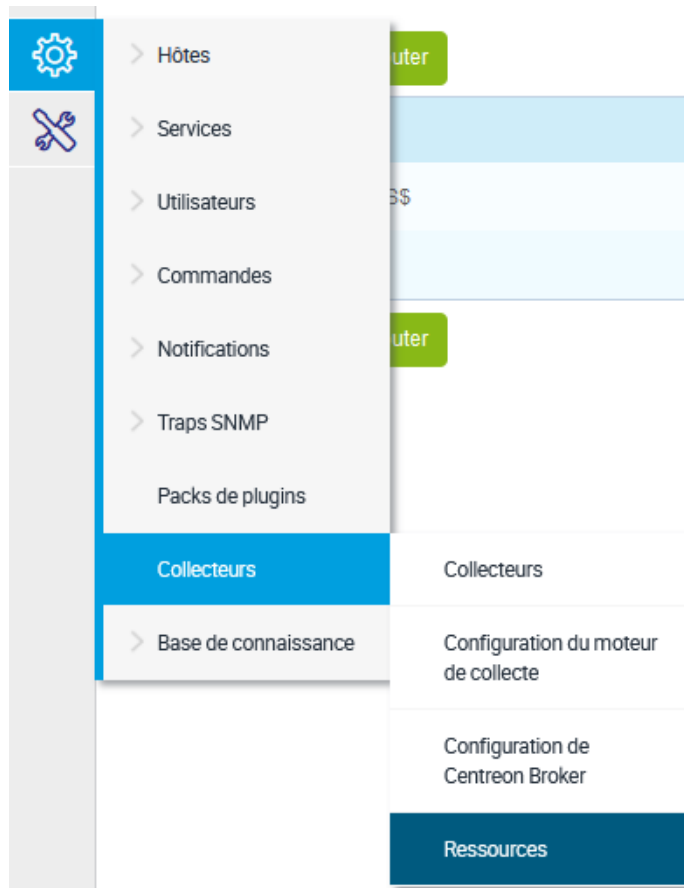 Hôtes
uter
Services
Utilisateurs
S$
Commandes
Notifications
uter
Traps SNMP
Packs de plugins
Collecteurs
Collecteurs
Base de connaissance
Configuration du moteur
de collecte
Configuration de
Centreon Broker
Ressources